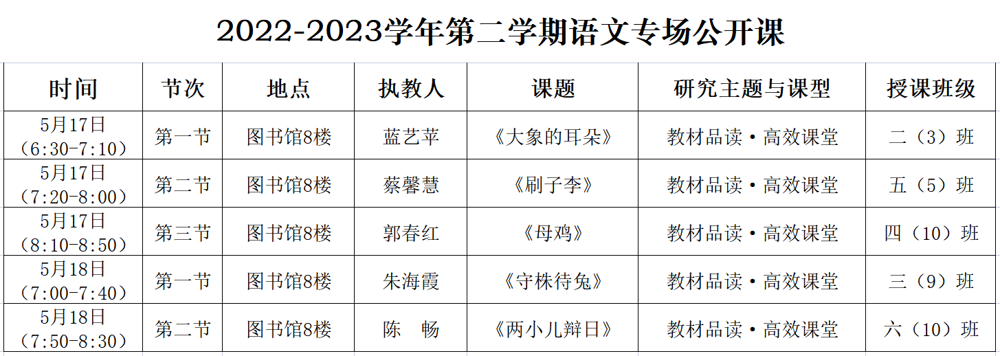 2022-2023学年第二学期语文专场公开课
时间 节次 地点 执教人 课题 研究主题与课型 授课班级
5月17日
（6:30-7:10） 第一节 图书馆8楼 蓝艺苹 《大象的耳朵》 教材品读·高效课堂 二（3）班
5月17日
（7:20-8:00） 第二节 图书馆8楼 蔡馨慧 《刷子李》 教材品读·高效课堂 五（5）班
5月17日
（8:10-8:50） 第三节 图书馆8楼 郭春红 《母鸡》 教材品读·高效课堂 四（10）班
5月18日
（7:00-7:40） 第一节 图书馆8楼 朱海霞 《守株待兔》 教材品读·高效课堂 三（9）班
5月18日
（7:50-8:30） 第二节 图书馆8楼 陈　畅 《两小儿辩日》 教材品读·高效课堂 六（10）班